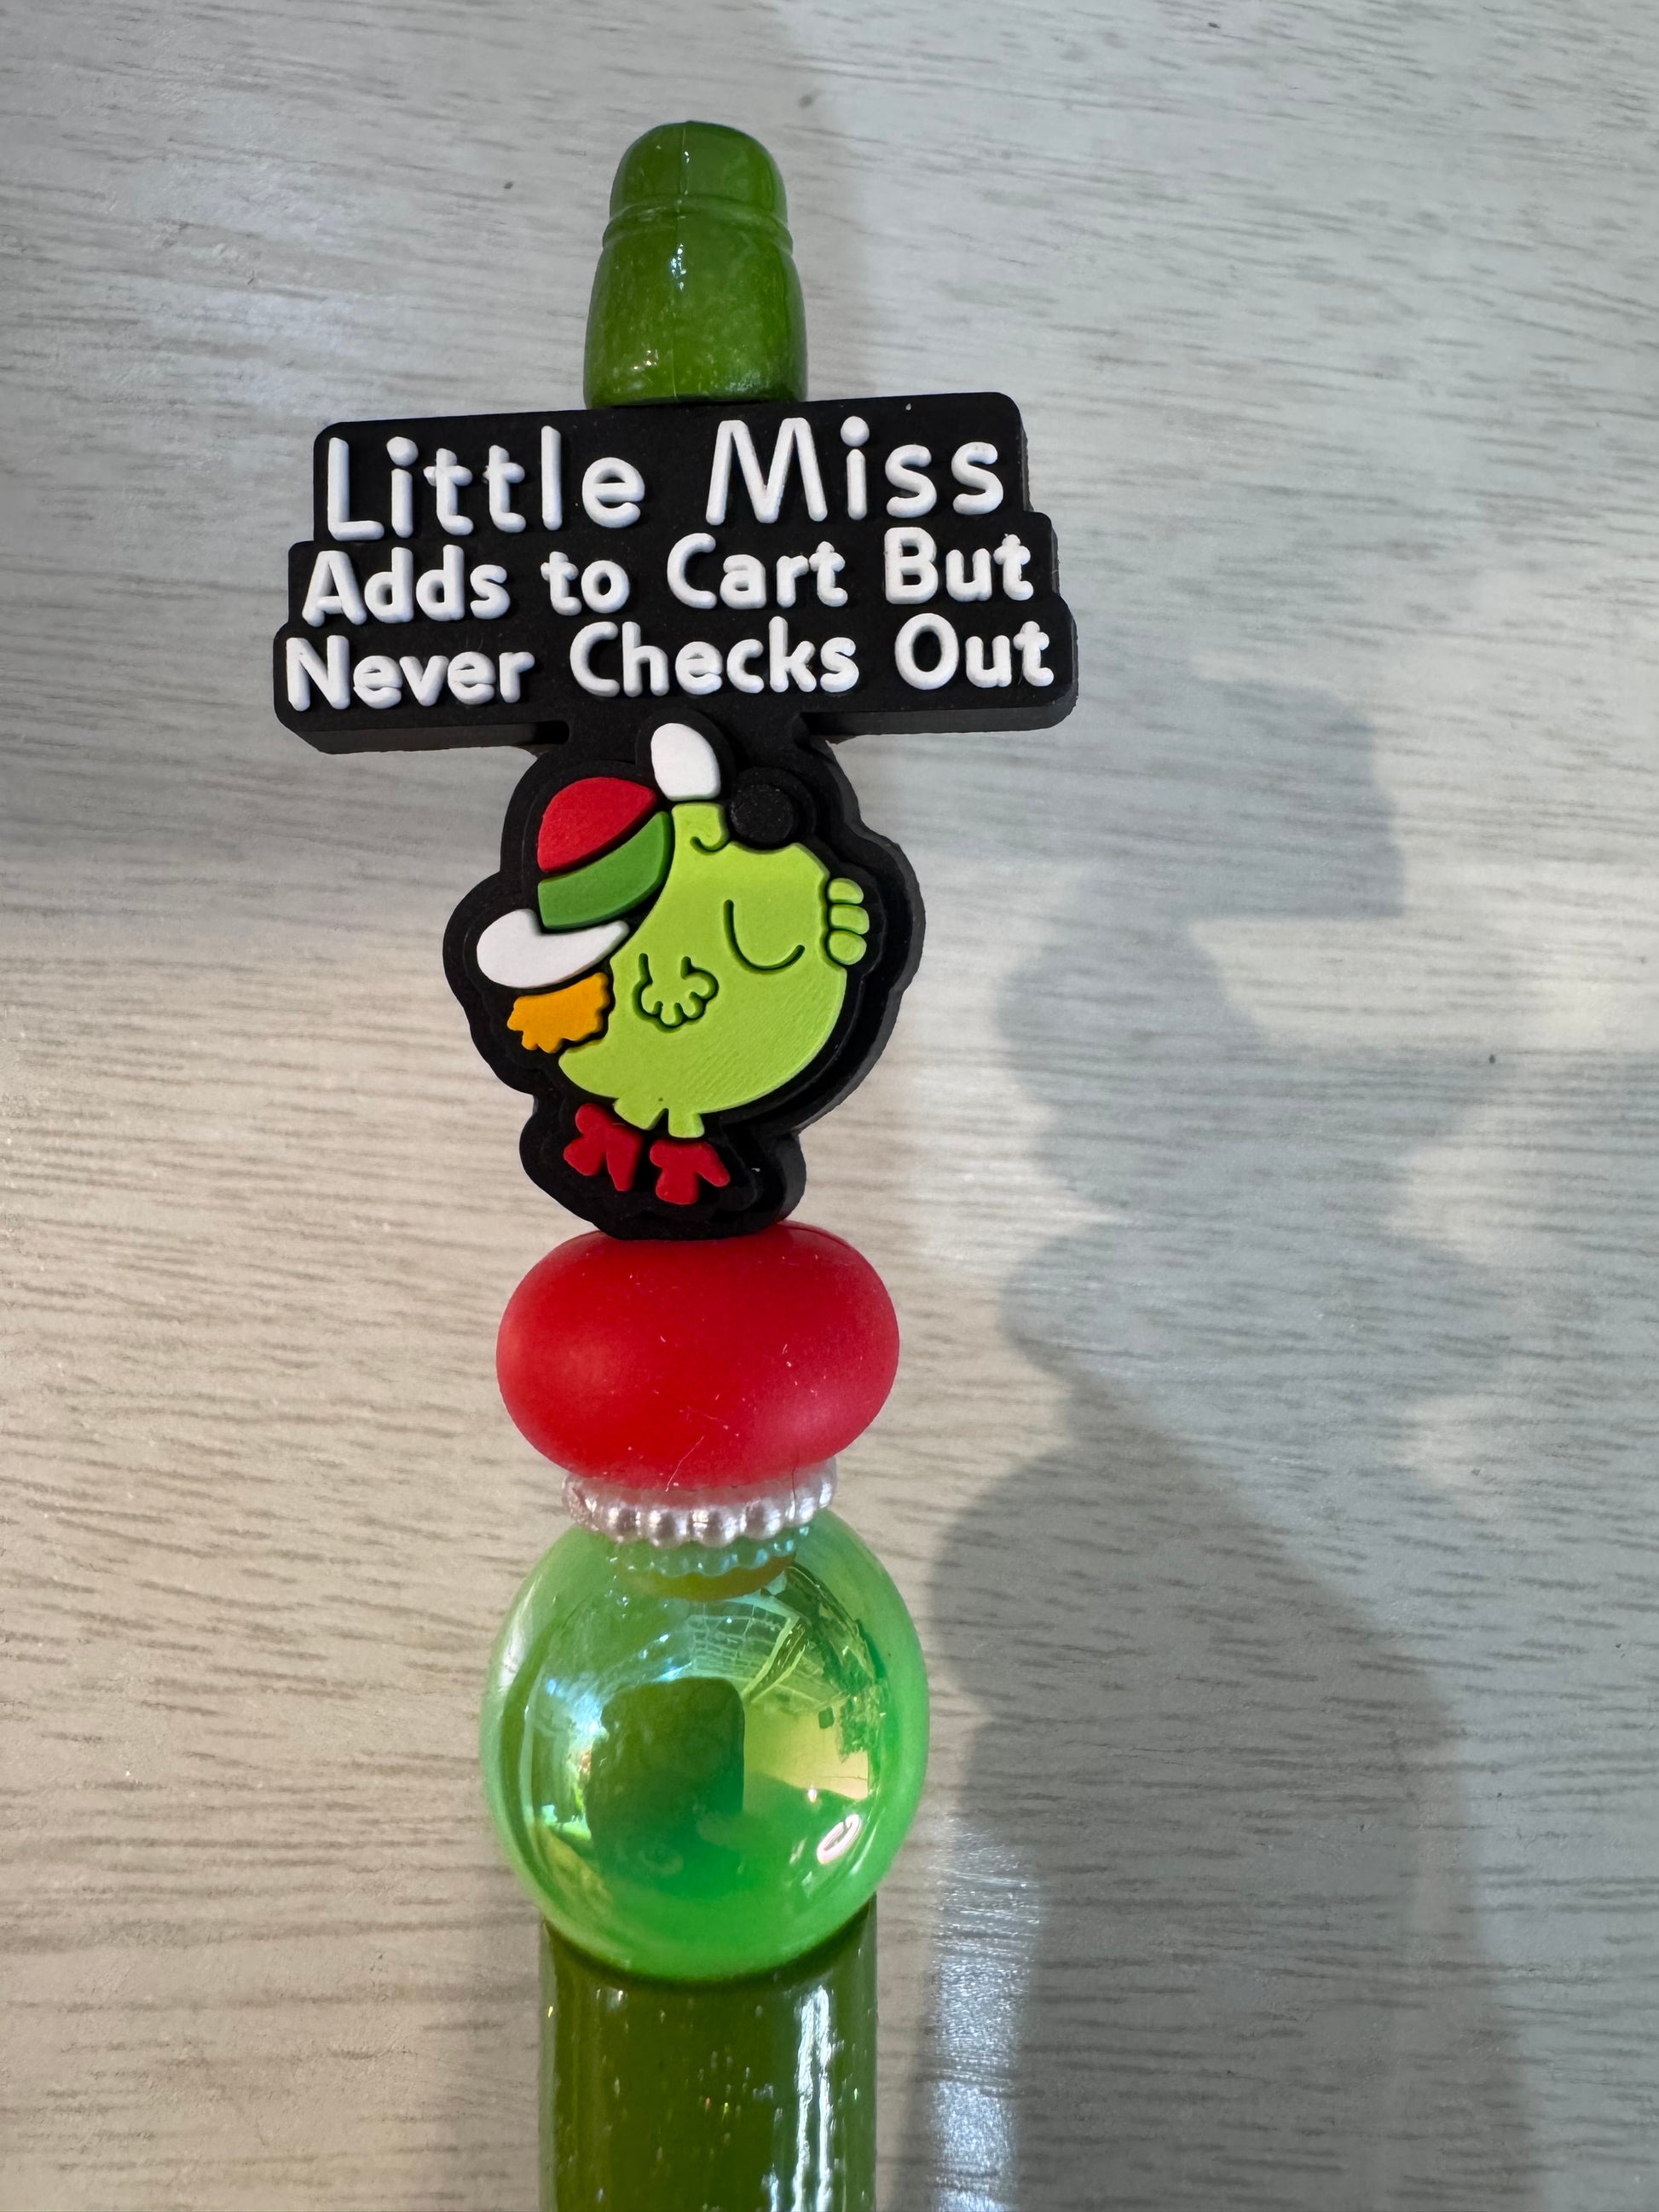 Little Miss
Adds to Cart But
Never Checks Out